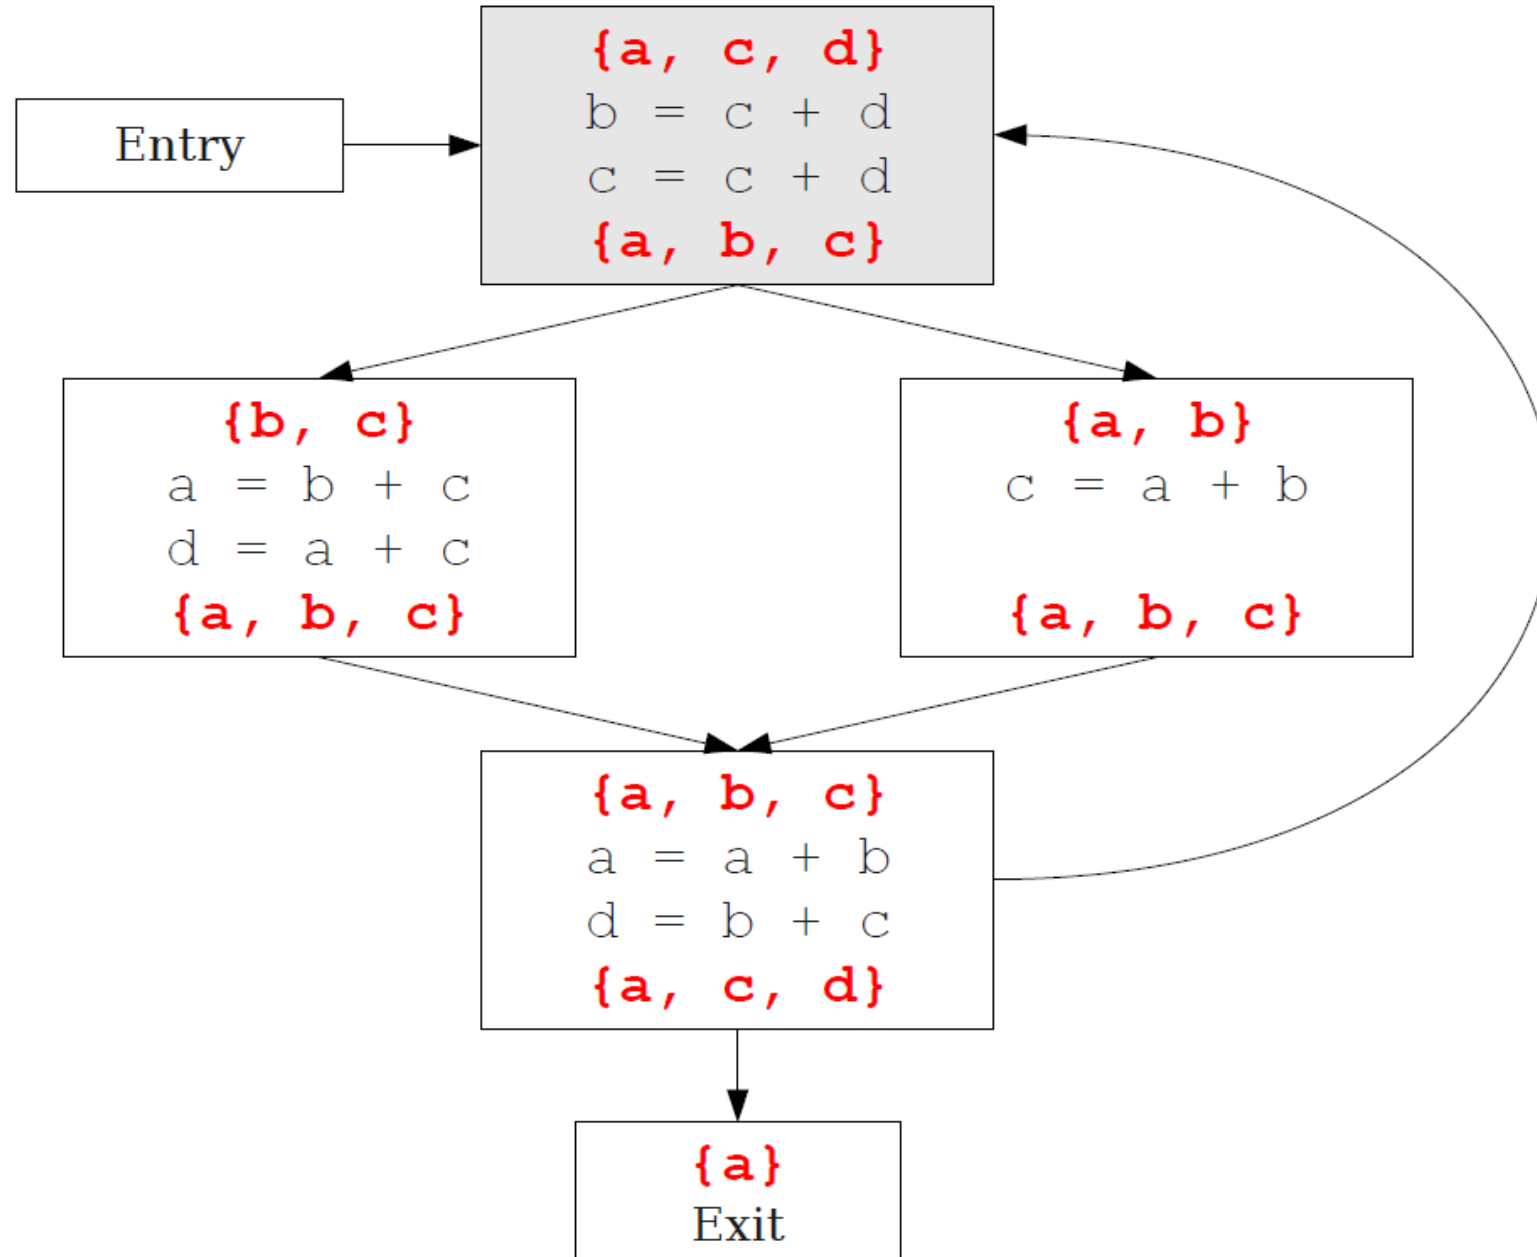 {a, c, d}
Entry
b = c + d
c = c + d
{a, b, c}
{b, c}
a = b + c
d = a + c
{a, b, c}
{a, b}
c = a + b
{a, b, c}
{a, b, c}
a = a + b
d = b + c
{a, c, d}
{a}
Exit